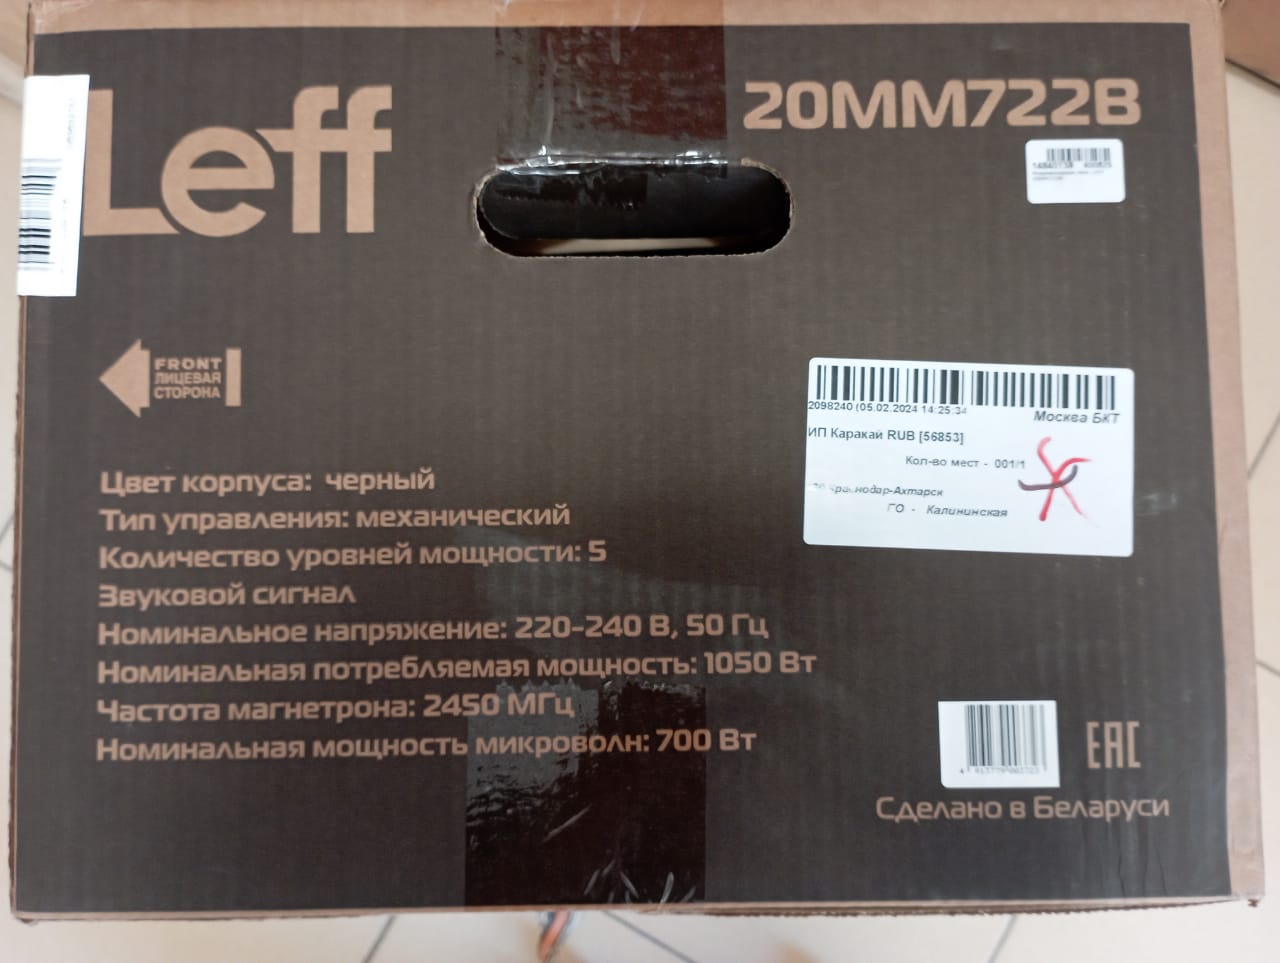 Leff
20MM722B
FRONT
ЛИЦЕВАЯ
СТОРОНА
2098240 (05.02.2024 14:25:34
Москва БКТ
ИП Каракай RUB [56853]
Кол-во мест - 001/1
Краснодар-Ахтарск
ГО - Калининская
Цвет корпуса: черный
Тип управления: механический
Количество уровней мощности: 5
Звуковой сигнал
Номинальное напряжение: 220-240 В, 50 Гц
Номинальная потребляемая мощность: 1050 Вт
Частота магнетрона: 2450 МГц
Номинальная мощность микроволн: 700 Вт
EAC
Сделано в Беларуси